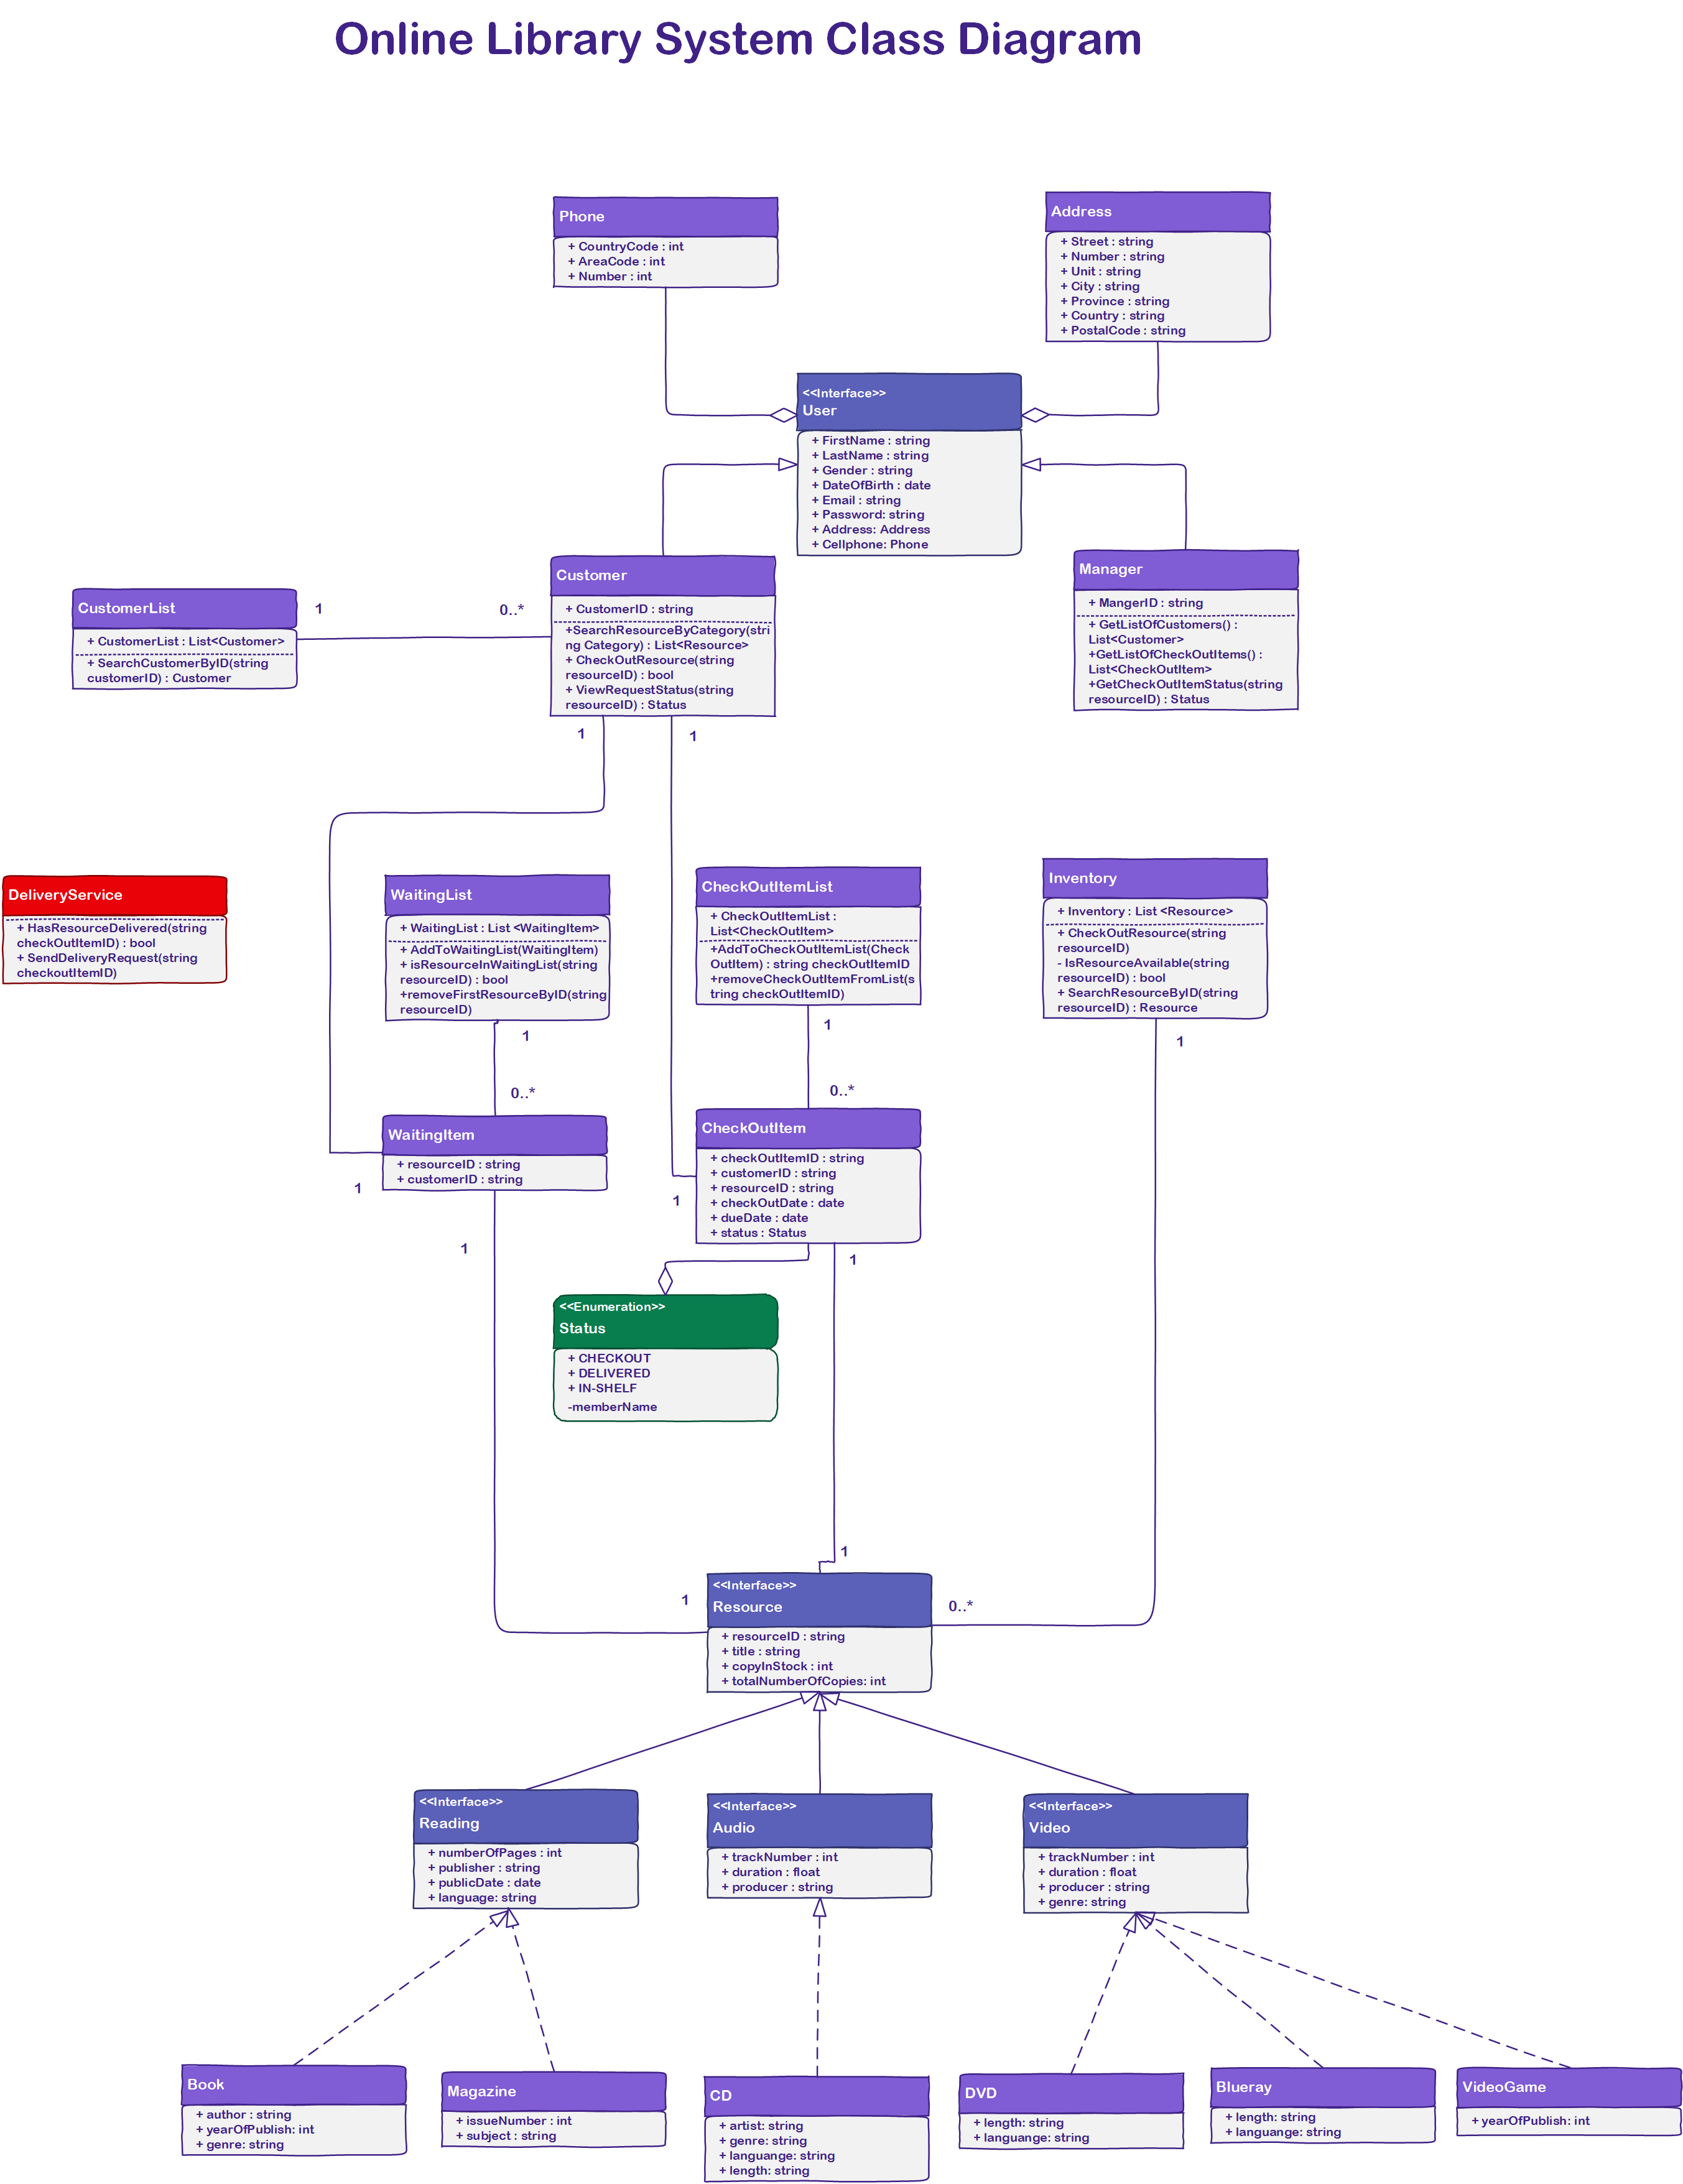 Online Library System Class Diagram
Phone
+ CountryCode : int
+ AreaCode : int
+ Number : int
Address
+ Street : string
+ Number : string
+ Unit : string
+ City : string
+ Province : string
+ Country : string
+ PostalCode : string
<<Interface>>
User
+ FirstName : string
+ LastName : string
+ Gender : string
+ DateOfBirth : date
+ Email : string
+ Password: string
+ Address: Address
+ Cellphone: Phone
CustomerList
+ CustomerList : List<Customer>
+ SearchCustomerByID(string
customerID) : Customer
1
0..*
Customer
+ CustomerID : string
+SearchResourceByCategory(stri
ng Category) : List<Resource>
+ CheckOutResource(string
resourceID) : bool
+ ViewRequestStatus(string
resourceID) : Status
1
1
Manager
+ MangerID : string
+ GetListOfCustomers() :
List<Customer>
+GetListOfCheckOutItems() :
List<CheckOutItem>
+GetCheckOutItemStatus(string
resourceID) : Status
DeliveryService
+ HasResourceDelivered(string
checkOutItemID) : bool
+ SendDeliveryRequest(string
checkoutItemID)
WaitingList
+ WaitingList : List <WaitingItem>
+ AddToWaitingList(WaitingItem)
+ isResourceInWaitingList(string
resourceID) : bool
+removeFirstResourceByID(string
resourceID)
1
0..*
CheckOutItemList
+ CheckOutItemList :
List<CheckOutItem>
+AddToCheckOutItemList(Check
OutItem) : string checkOutItemID
+removeCheckOutItemFromList(s
tring checkOutItemID)
1
0..*
Inventory
+ Inventory : List <Resource>
+ CheckOutResource(string
resourceID)
- IsResourceAvailable(string
resourceID) : bool
+ SearchResourceByID(string
resourceID) : Resource
1
WaitingItem
+ resourceID : string
+ customerID : string
1
1
CheckOutItem
+ checkOutItemID : string
+ customerID : string
+ resourceID : string
+ checkOutDate : date
+ dueDate : date
+ status : Status
1
1
<<Enumeration>>
Status
+ CHECKOUT
+ DELIVERED
+ IN-SHELF
-memberName
1
1
0..*
<<Interface>>
Resource
+ resourceID : string
+ title : string
+ copyInStock : int
+ totalNumberOfCopies: int
<<Interface>>
Reading
+ numberOfPages : int
+ publisher : string
+ publicDate : date
+ language: string
<<Interface>>
Audio
+ trackNumber : int
+ duration : float
+ producer : string
<<Interface>>
Video
+ trackNumber : int
+ duration : float
+ producer : string
+ genre: string
Book
+ author : string
+ yearOfPublish: int
+ genre: string
Magazine
+ issueNumber : int
+ subject : string
CD
+ artist: string
+ genre: string
+ languange: string
+ length: string
DVD
+ length: string
+ languange: string
Blueray
+ length: string
+ languange: string
VideoGame
+ yearOfPublish: int